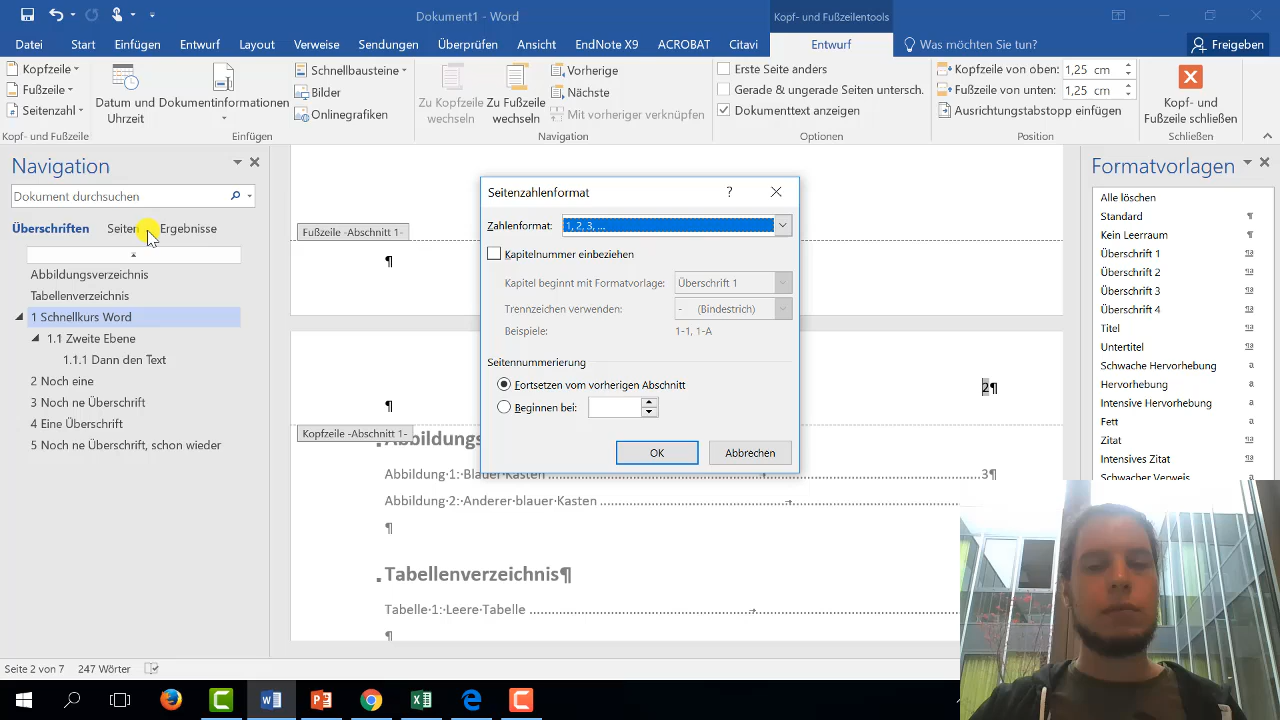 Dokument1 - Word
Kopf- und Fußzeilentools
Datei Start Einfügen Entwurf Layout Verweise Sendungen Überprüfen Ansicht EndNote X9 ACROBAT Citavi Entwurf Was möchten Sie tun? Freigeben
Kopfzeile
Fußzeile
Seitenzahl
Kopf- und Fußzeile
Datum und Uhrzeit
Dokumentinformationen
Schnellbausteine
Bilder
Onlinegrafiken
Einfügen
Zu Kopfzeile wechseln
Zu Fußzeile wechseln
Vorherige
Nächste
Mit vorheriger verknüpfen
Navigation
Erste Seite anders
Gerade & ungerade Seiten untersch.
Dokumenttext anzeigen
Optionen
Kopfzeile von oben: 1,25 cm
Fußzeile von unten: 1,25 cm
Ausrichtungstabstopp einfügen
Position
Kopf- und Fußzeile schließen
Schließen
Navigation
Dokument durchsuchen
Überschriften Seiten Ergebnisse
Abbildungsverzeichnis
Tabellenverzeichnis
1 Schnellkurs Word
1.1 Zweite Ebene
1.1.1 Dann den Text
2 Noch eine
3 Noch ne Überschrift
4 Eine Überschrift
5 Noch ne Überschrift, schon wieder
Fußzeile -Abschnitt 1-
¶
2¶
¶
Kopfzeile -Abschnitt 1-
Abbildung·1:·Blauer·Kasten 3¶
Abbildung·2:·Anderer·blauer·Kasten
¶
Tabellenverzeichnis¶
Tabelle·1:·Leere·Tabelle
¶
Seitenzahlenformat
?
Zahlenformat: 1, 2, 3, ...
Kapitelnummer einbeziehen
Kapitel beginnt mit Formatvorlage: Überschrift 1
Trennzeichen verwenden: - (Bindestrich)
Beispiele: 1-1, 1-A
Seitennummerierung
Fortsetzen vom vorherigen Abschnitt
Beginnen bei:
OK Abbrechen
Formatvorlagen
Alle löschen
Standard ¶
Kein Leerraum ¶
Überschrift 1
Überschrift 2
Überschrift 3
Überschrift 4
Titel
Untertitel
Schwache Hervorhebung a
Hervorhebung a
Intensive Hervorhebung a
Fett a
Zitat
Intensives Zitat
Schwacher Verweis a
Seite 2 von 7 247 Wörter